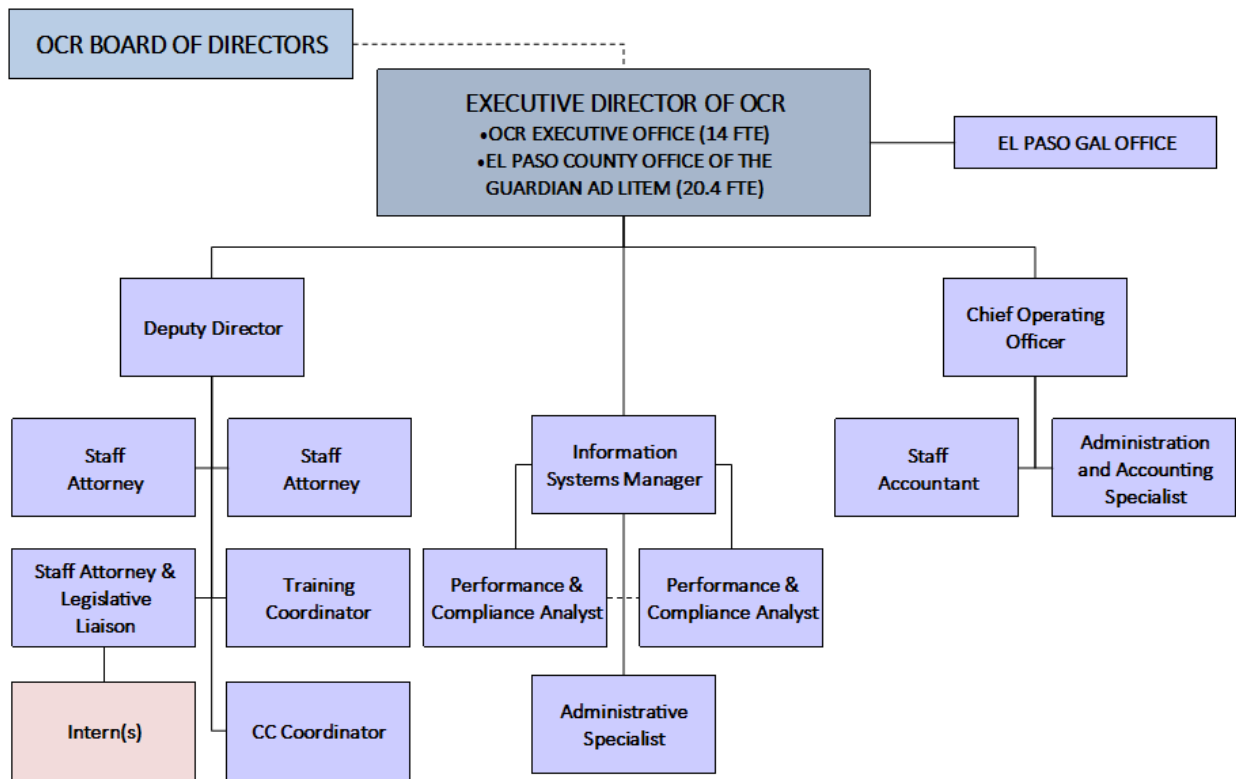 OCR BOARD OF DIRECTORS
EXECUTIVE DIRECTOR OF OCR
•OCR EXECUTIVE OFFICE (14 FTE)
•EL PASO COUNTY OFFICE OF THE
GUARDIAN AD LITEM (20.4 FTE)
EL PASO GAL OFFICE
Deputy Director
Chief Operating
Officer
Staff
Attorney
Staff
Attorney
Information
Systems Manager
Staff
Accountant
Administration
and Accounting
Specialist
Staff Attorney &
Legislative
Liaison
Training
Coordinator
Performance &
Compliance Analyst
Performance &
Compliance Analyst
Intern(s)
CC Coordinator
Administrative
Specialist